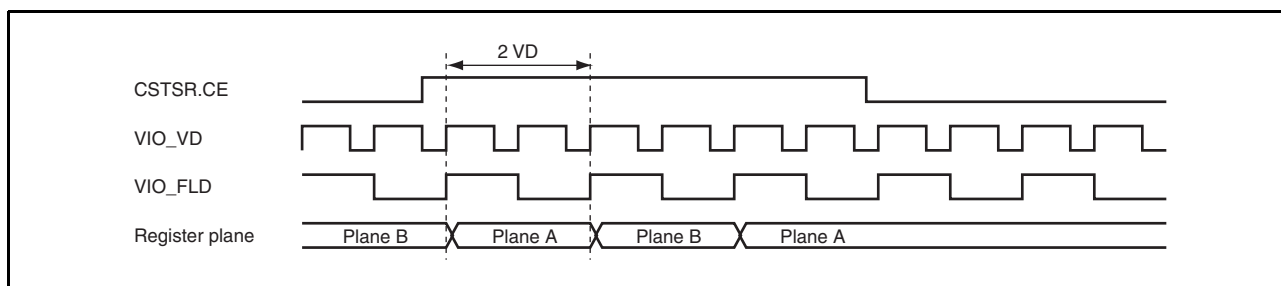 2 VD
CSTSR.CE
VIO_VD
VIO_FLD
Register plane Plane B Plane A Plane B Plane A